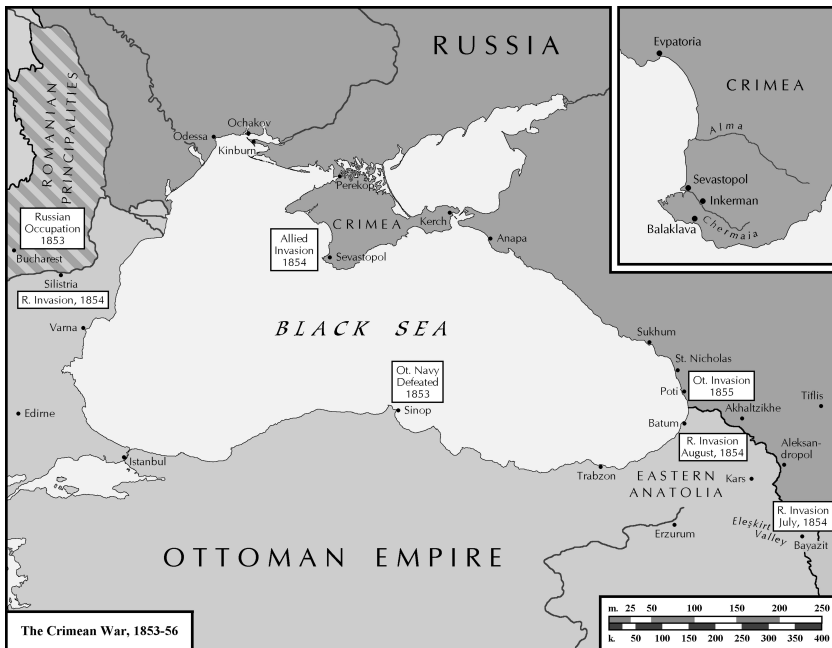 RUSSIA
ROMANIAN
PRINCIPALITIES
Ochakov
Odessa
Kinburn
Perekop
CRIMEA
Kerch
Anapa
Russian
Occupation
1853
Bucharest
Silistria
R. Invasion, 1854
Varna
Allied
Invasion
1854
Sevastopol
BLACK SEA
Sukhum
St. Nicholas
Poti
Ot. Invasion
1855
Ot. Navy
Defeated
1853
Sinop
Edirne
Istanbul
Batum
Akhaltzikhe
Tiflis
R. Invasion
August, 1854
Aleksan-
dropol
Trabzon
EASTERN
ANATOLIA
Kars
R. Invasion
July, 1854
Eleşkirt
Valley
Bayazit
Erzurum
OTTOMAN EMPIRE
Evpatoria
CRIMEA
Alma
Sevastopol
Inkerman
Balaklava
Chermaia
The Crimean War, 1853-56
m. 25 50 100 150 200 250
k. 50 100 150 200 250 300 350 400